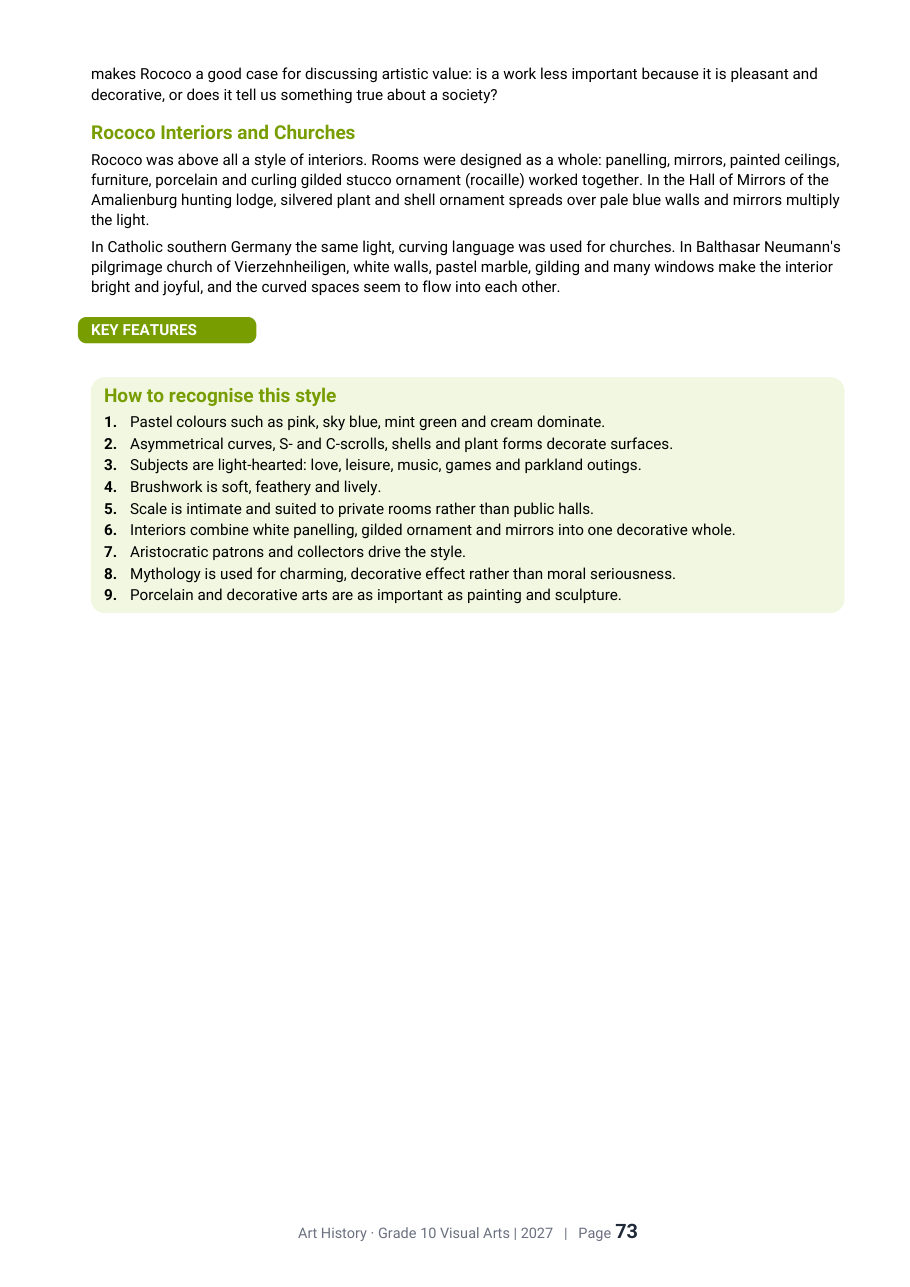 makes Rococo a good case for discussing artistic value: is a work less important because it is pleasant and
decorative, or does it tell us something true about a society?
Rococo Interiors and Churches
Rococo was above all a style of interiors. Rooms were designed as a whole: panelling, mirrors, painted ceilings,
furniture, porcelain and curling gilded stucco ornament (rocaille) worked together. In the Hall of Mirrors of the
Amalienburg hunting lodge, silvered plant and shell ornament spreads over pale blue walls and mirrors multiply
the light.
In Catholic southern Germany the same light, curving language was used for churches. In Balthasar Neumann's
pilgrimage church of Vierzehnheiligen, white walls, pastel marble, gilding and many windows make the interior
bright and joyful, and the curved spaces seem to flow into each other.
KEY FEATURES
How to recognise this style
1. Pastel colours such as pink, sky blue, mint green and cream dominate.
2. Asymmetrical curves, S- and C-scrolls, shells and plant forms decorate surfaces.
3. Subjects are light-hearted: love, leisure, music, games and parkland outings.
4. Brushwork is soft, feathery and lively.
5. Scale is intimate and suited to private rooms rather than public halls.
6. Interiors combine white panelling, gilded ornament and mirrors into one decorative whole.
7. Aristocratic patrons and collectors drive the style.
8. Mythology is used for charming, decorative effect rather than moral seriousness.
9. Porcelain and decorative arts are as important as painting and sculpture.
Art History · Grade 10 Visual Arts | 2027 | Page 73